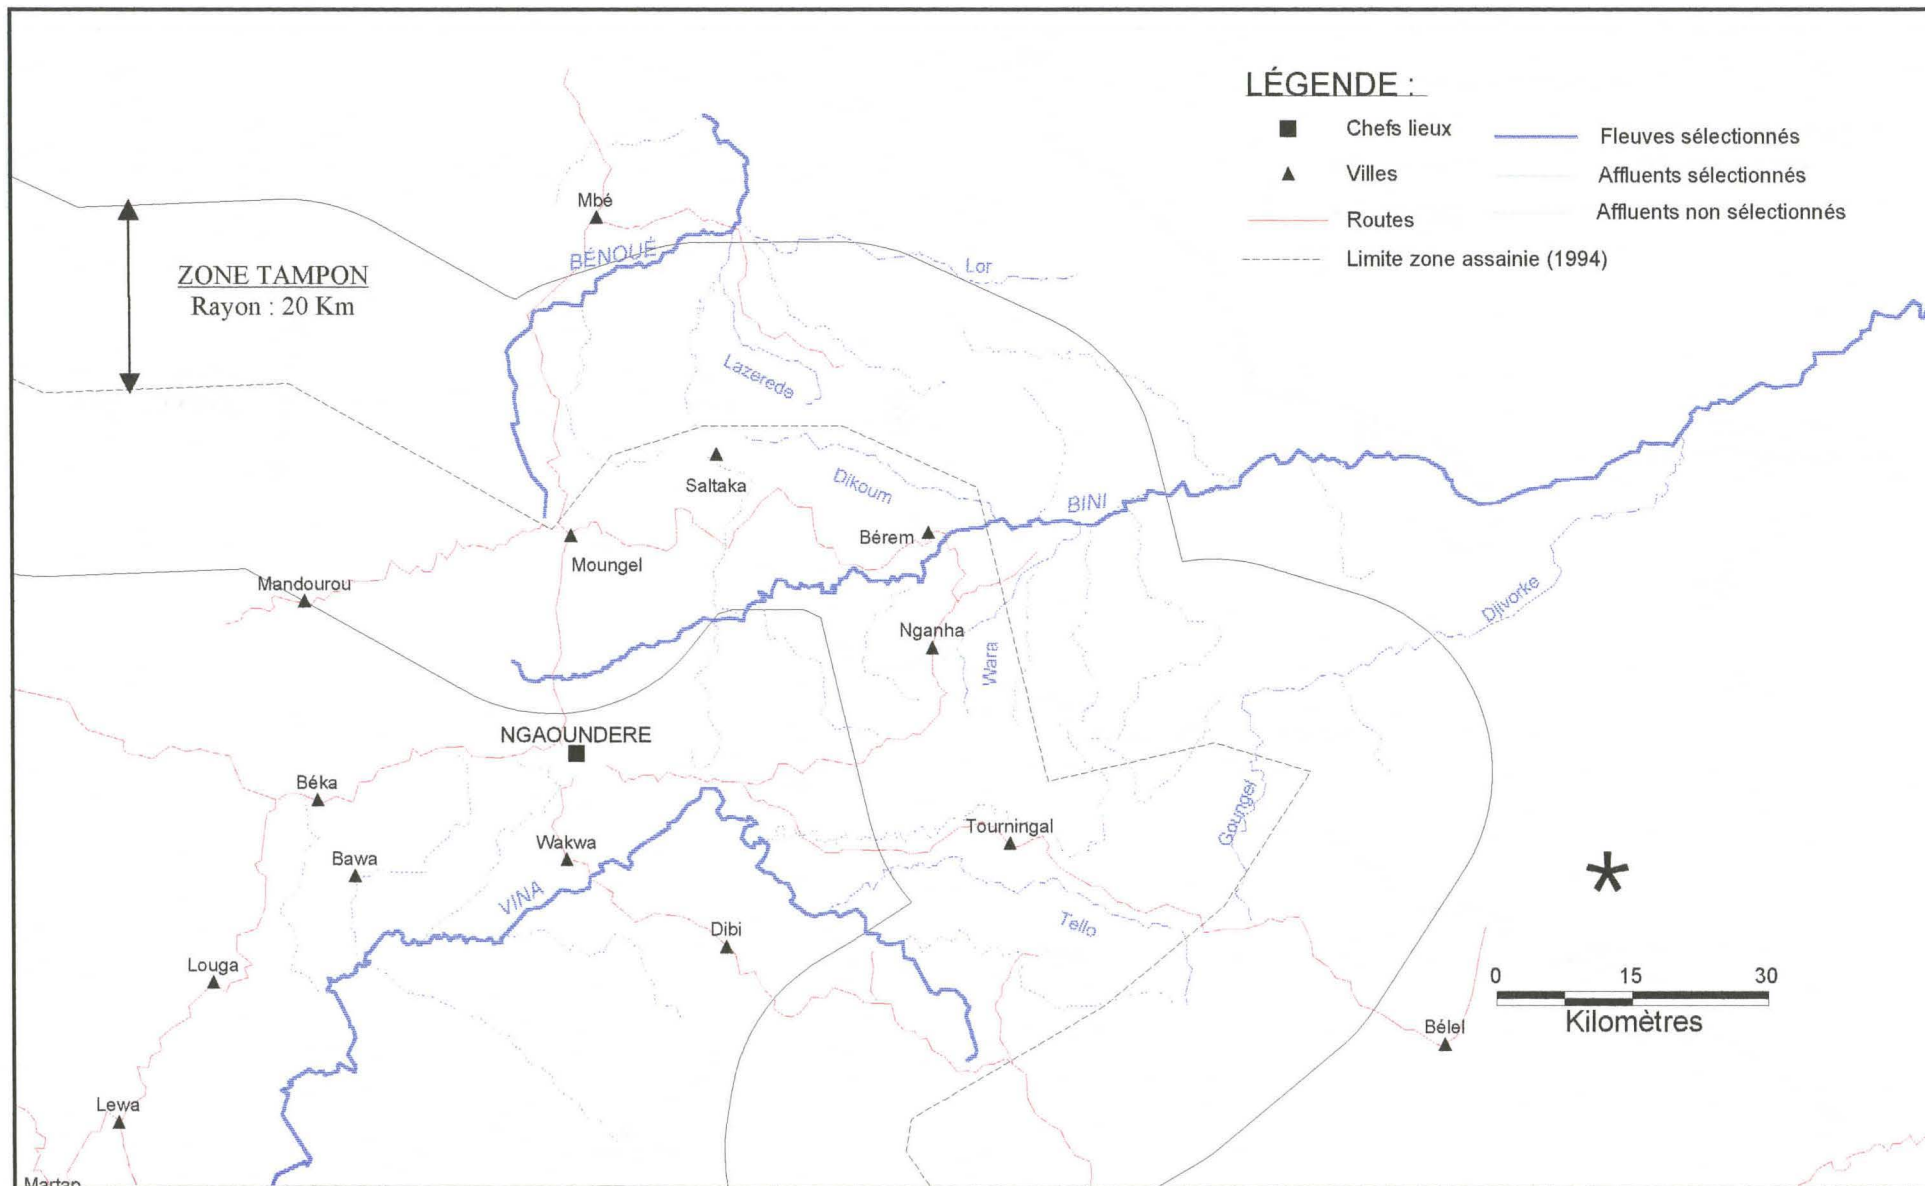 LÉGENDE :
Chefs lieux
Fleuves sélectionnés
Villes
Affluents sélectionnés
Routes
Affluents non sélectionnés
Limite zone assainie (1994)
ZONE TAMPON
Rayon : 20 Km
Mbé
BÉNOUÉ
Lor
Lazerede
Saltaka
Dikoum
BINI
Bérem
Moungel
Mandourou
Djivorke
Nganha
Wara
NGAOUNDERE
Béka
Goungel
Tourningal
Wakwa
Bawa
VINA
Tello
Dibi
Louga
0 15 30
Kilomètres
Bélel
Lewa
Martap